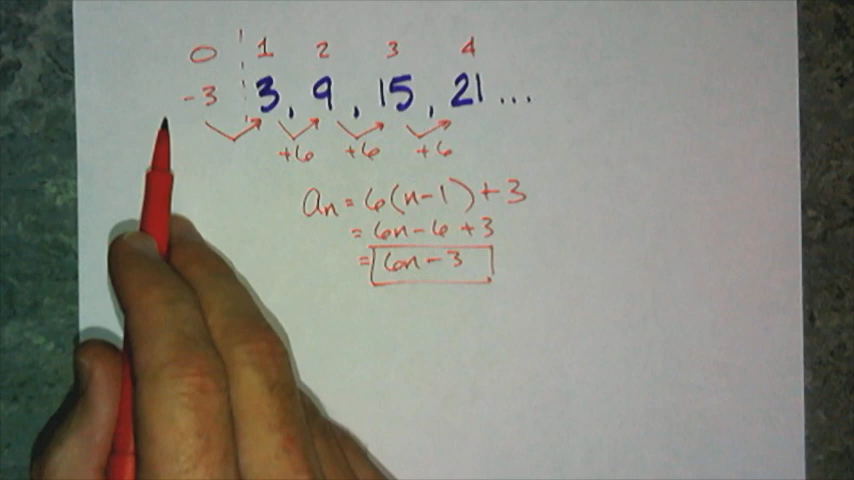 0 1 2 3 4
-3 3, 9, 15, 21...
+6 +6 +6
an = 6(n-1)+3
= 6n-6+3
= 6n-3